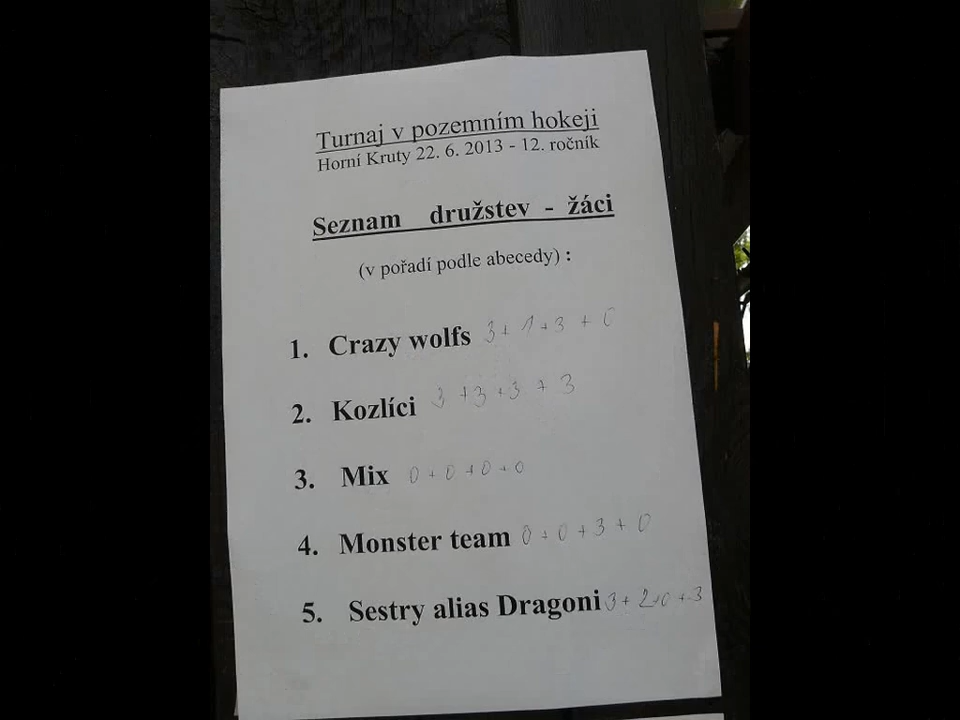 Turnaj v pozemním hokeji
Horní Kruty 22. 6. 2013 - 12. ročník
Seznam družstev - žáci
(v pořadí podle abecedy) :
1. Crazy wolfs 3 + 1 + 3 + 0
2. Kozlíci 3 + 3 + 3 + 3
3. Mix 0 + 0 + 0 + 0
4. Monster team 0 + 0 + 3 + 0
5. Sestry alias Dragoni 3 + 2 + 0 + 3